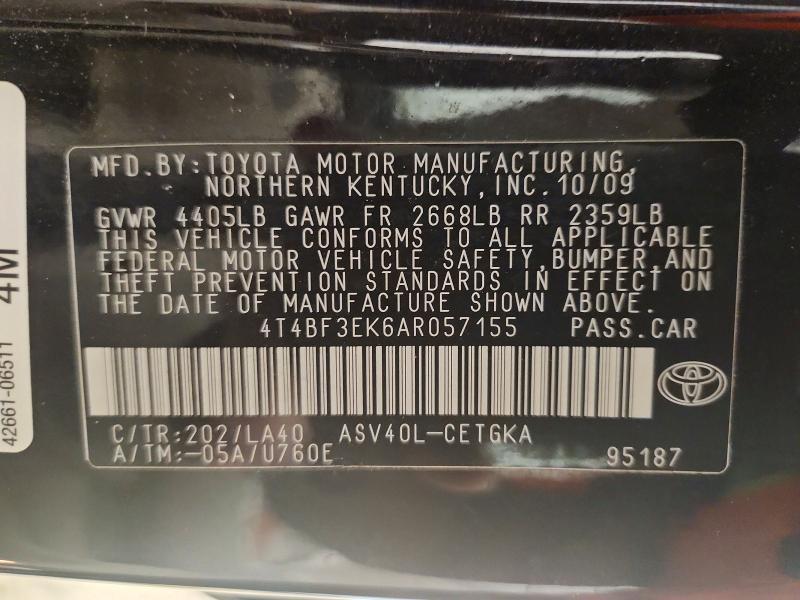 MFD.BY:TOYOTA MOTOR MANUFACTURING,
NORTHERN KENTUCKY,INC.10/09
GVWR 4405LB GAWR FR 2668LB RR 2359LB
THIS VEHICLE CONFORMS TO ALL APPLICABLE
FEDERAL MOTOR VEHICLE SAFETY,BUMPER,AND
THEFT PREVENTION STANDARDS IN EFFECT ON
THE DATE OF MANUFACTURE SHOWN ABOVE.
4T4BF3EK6AR057155 PASS.CAR
C/TR:202/LA40 ASV40L-CETGKA
A/TM:-05A/U760E 95187
42661-06511 4M